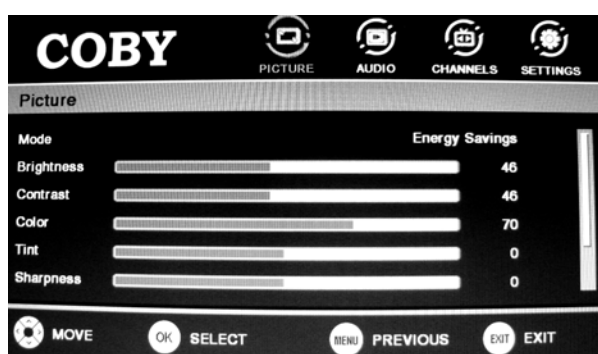 COBY
PICTURE AUDIO CHANNELS SETTINGS
Picture
Mode Energy Savings
Brightness 46
Contrast 46
Color 70
Tint 0
Sharpness 0
MOVE OK SELECT MENU PREVIOUS EXIT EXIT